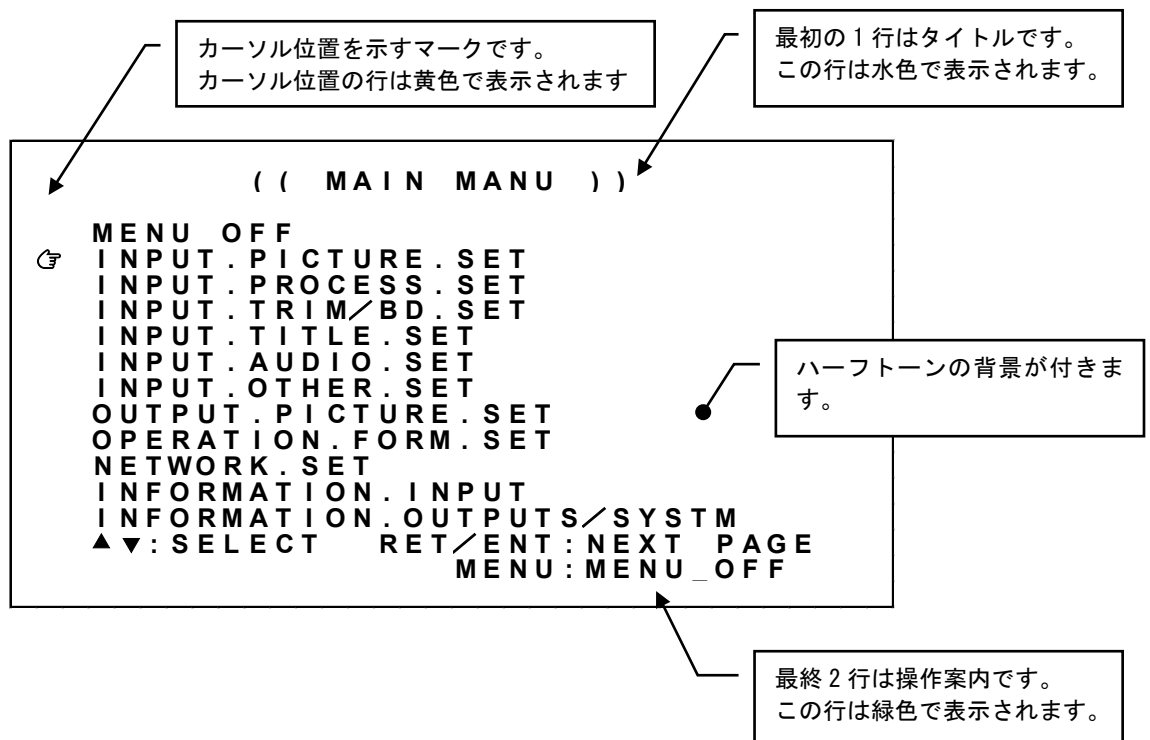 カーソル位置を示すマークです。
カーソル位置の行は黄色で表示されます
最初の1行はタイトルです。
この行は水色で表示されます。
(( MAIN MANU ))
MENU OFF
☞ INPUT.PICTURE.SET
INPUT.PROCESS.SET
INPUT.TRIM/BD.SET
INPUT.TITLE.SET
INPUT.AUDIO.SET
INPUT.OTHER.SET
OUTPUT.PICTURE.SET
OPERATION.FORM.SET
NETWORK.SET
INFORMATION.INPUT
INFORMATION.OUTPUTS/SYSTM
▲▼:SELECT RET/ENT:NEXT PAGE
MENU:MENU_OFF
ハーフトーンの背景が付きま
す。
最終2行は操作案内です。
この行は緑色で表示されます。